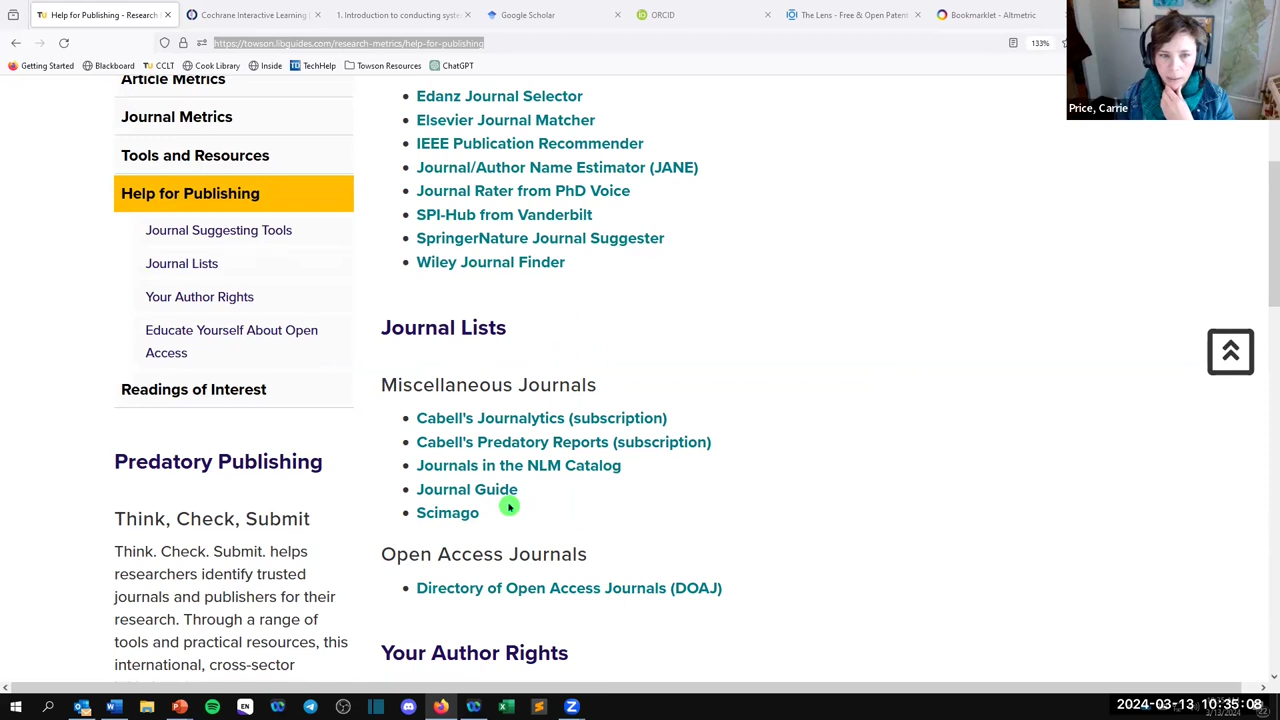 Help for Publishing - Research
Cochrane Interactive Learning
1. Introduction to conducting syste
Google Scholar
ORCID
The Lens - Free & Open Patent
Bookmarklet - Altmetric
https://towson.libguides.com/research-metrics/help-for-publishing
133%
Getting Started
Blackboard
CCLT
Cook Library
Inside
TechHelp
Towson Resources
ChatGPT
Price, Carrie
Article Metrics
Journal Metrics
Tools and Resources
Help for Publishing
Journal Suggesting Tools
Journal Lists
Your Author Rights
Educate Yourself About Open
Access
Readings of Interest
Predatory Publishing
Think, Check, Submit
Think. Check. Submit. helps
researchers identify trusted
journals and publishers for their
research. Through a range of
tools and practical resources, this
international, cross-sector
Edanz Journal Selector
Elsevier Journal Matcher
IEEE Publication Recommender
Journal/Author Name Estimator (JANE)
Journal Rater from PhD Voice
SPI-Hub from Vanderbilt
SpringerNature Journal Suggester
Wiley Journal Finder
Journal Lists
Miscellaneous Journals
Cabell's Journalytics (subscription)
Cabell's Predatory Reports (subscription)
Journals in the NLM Catalog
Journal Guide
Scimago
Open Access Journals
Directory of Open Access Journals (DOAJ)
Your Author Rights
2024-03-13 10:35:08